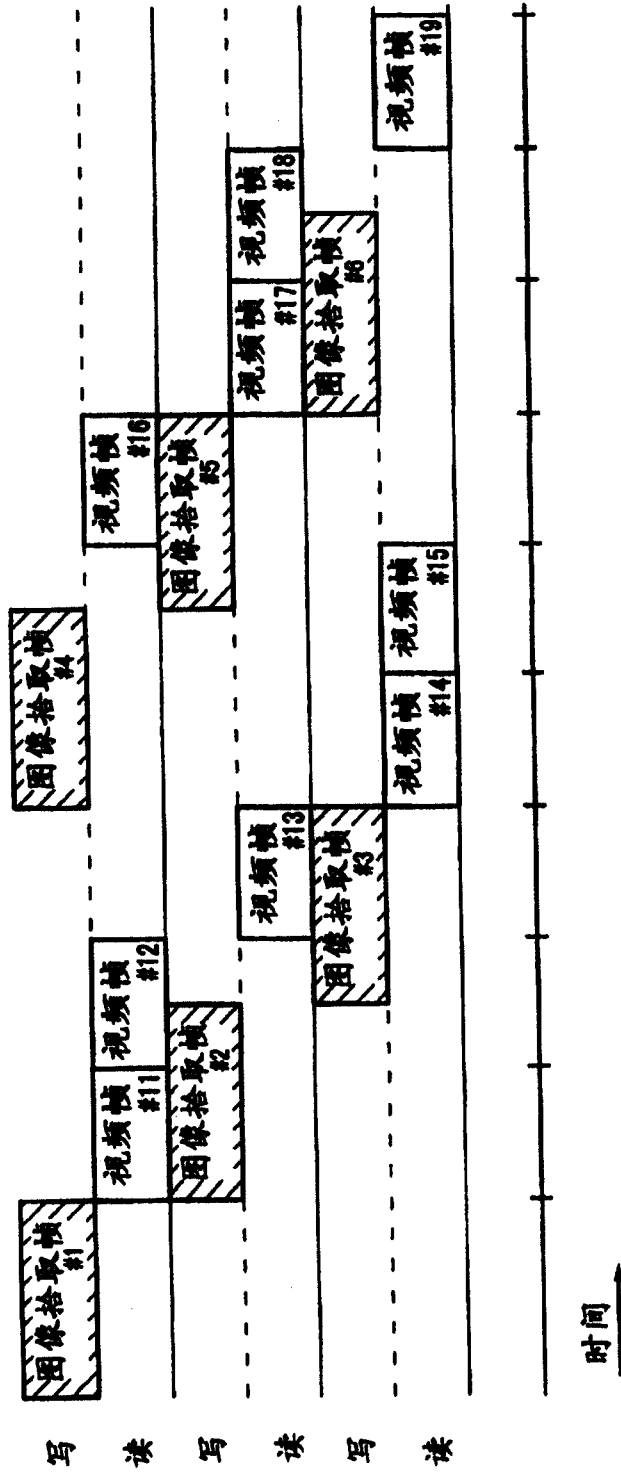 写
图像拾取帧
#1
图像拾取帧
#4
读
视频帧
#11
视频帧
#12
视频帧
#16
写
图像拾取帧
#2
图像拾取帧
#5
读
视频帧
#13
视频帧
#17
视频帧
#18
写
图像拾取帧
#3
图像拾取帧
#6
读
视频帧
#14
视频帧
#15
视频帧
#19
时间